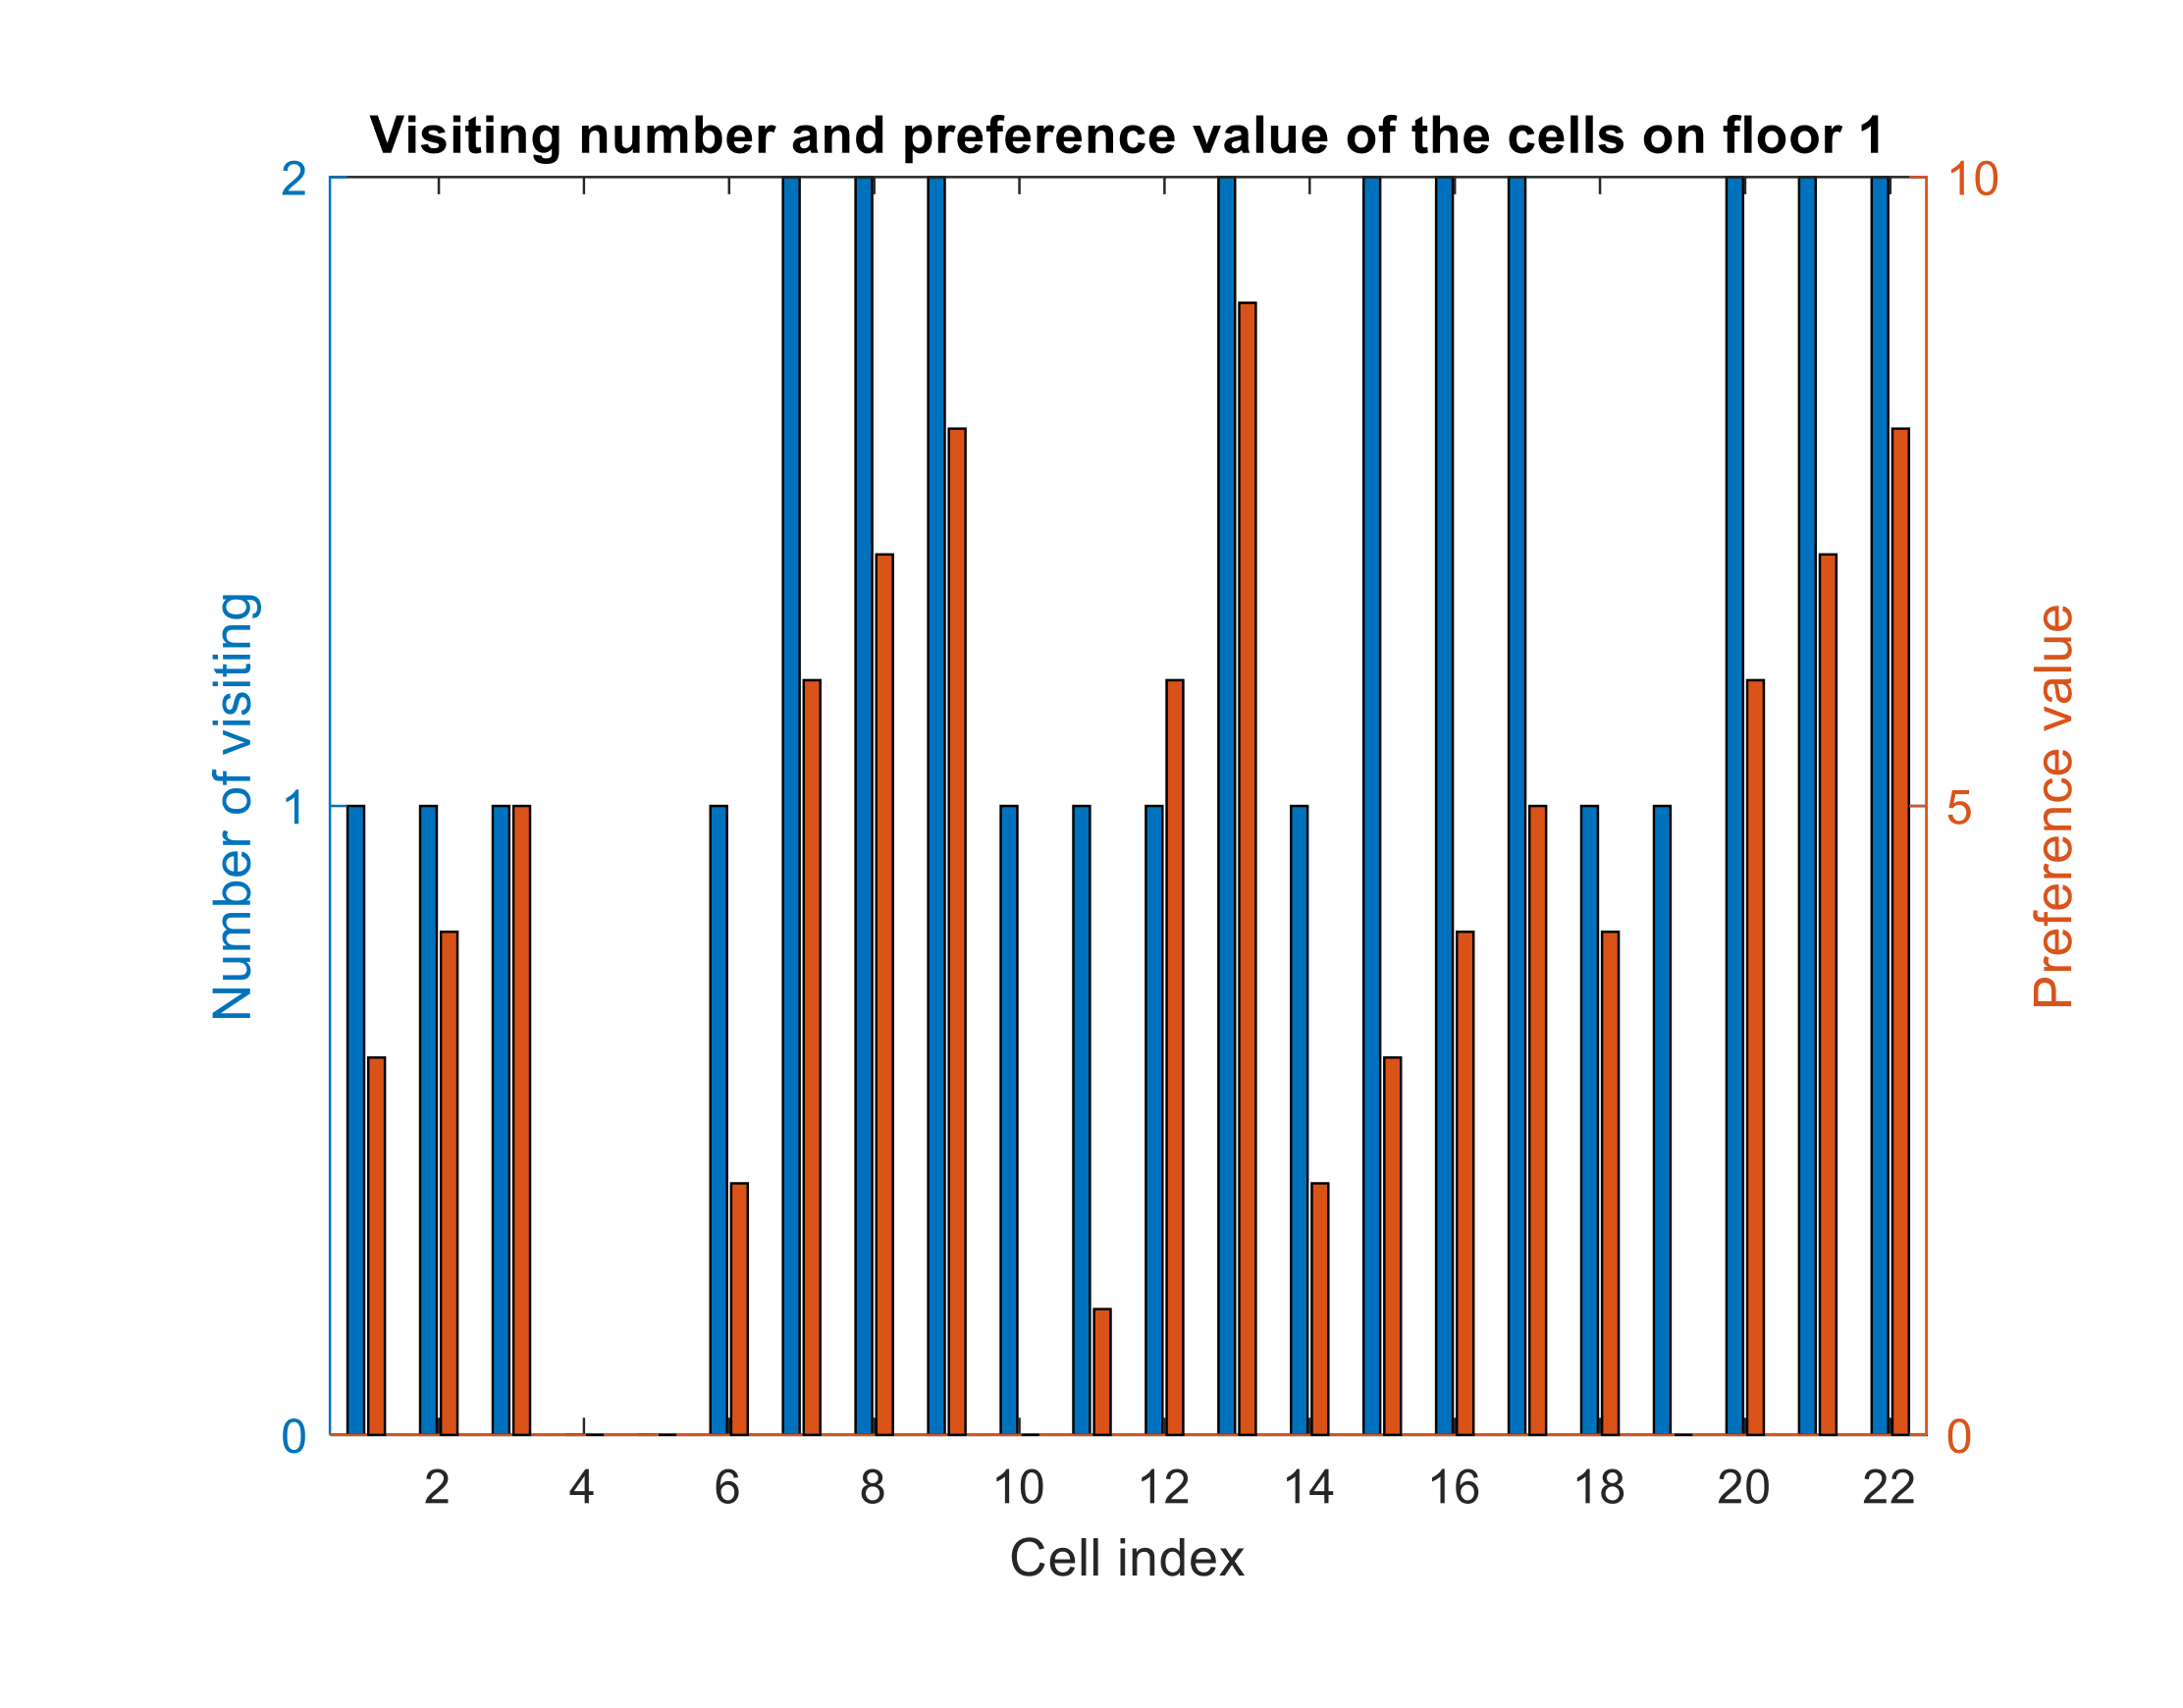 Visiting number and preference value of the cells on floor 1
2
1
0
Number of visiting
10
5
0
Preference value
2 4 6 8 10 12 14 16 18 20 22
Cell index